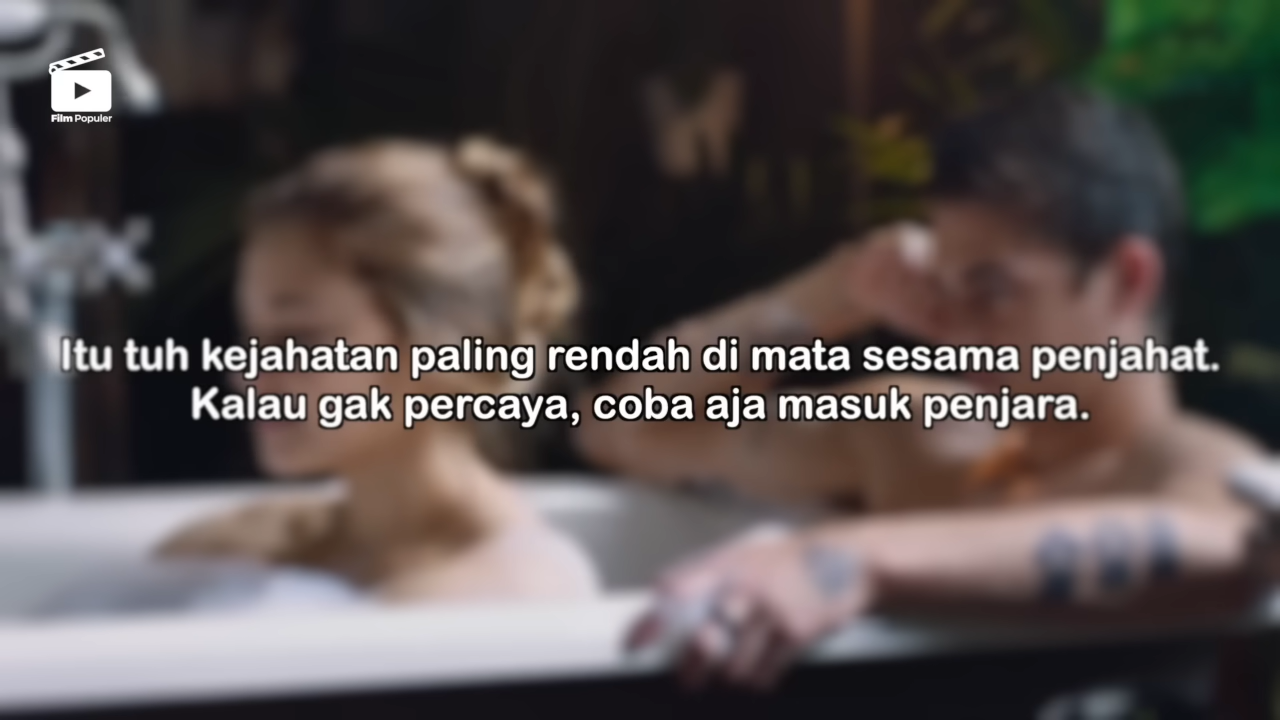 Film Populer
Itu tuh kejahatan paling rendah di mata sesama penjahat.
Kalau gak percaya, coba aja masuk penjara.